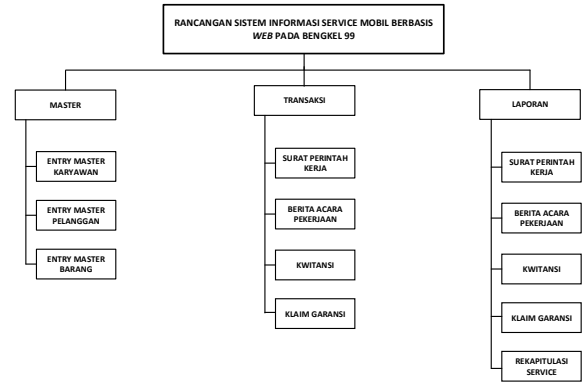 RANCANGAN SISTEM INFORMASI SERVICE MOBIL BERBASIS
WEB PADA BENGKEL 99
MASTER
ENTRY MASTER
KARYAWAN
ENTRY MASTER
PELANGGAN
ENTRY MASTER
BARANG
TRANSAKSI
SURAT PERINTAH
KERJA
BERITA ACARA
PEKERJAAN
KWITANSI
KLAIM GARANSI
LAPORAN
SURAT PERINTAH
KERJA
BERITA ACARA
PEKERJAAN
KWITANSI
KLAIM GARANSI
REKAPITULASI
SERVICE